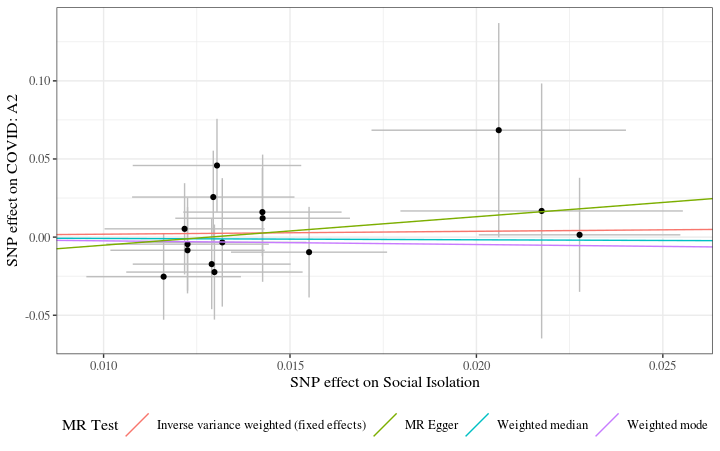 SNP effect on COVID: A2
0.10
0.05
0.00
-0.05
0.010 0.015 0.020 0.025
SNP effect on Social Isolation
MR Test Inverse variance weighted (fixed effects) MR Egger Weighted median Weighted mode